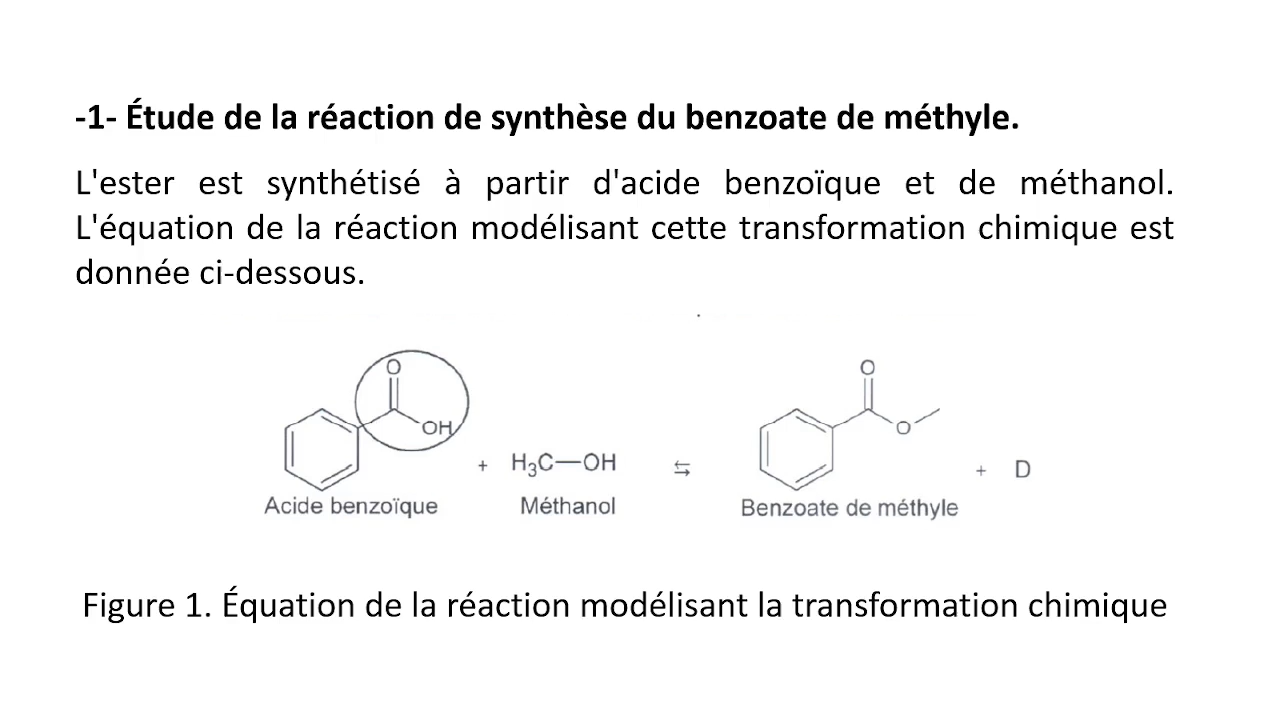 -1- Étude de la réaction de synthèse du benzoate de méthyle.
L'ester est synthétisé à partir d'acide benzoïque et de méthanol.
L'équation de la réaction modélisant cette transformation chimique est
donnée ci-dessous.
O
OH
+ H₃C—OH ⇆
O
O
+ D
Acide benzoïque
Méthanol
Benzoate de méthyle
Figure 1. Équation de la réaction modélisant la transformation chimique